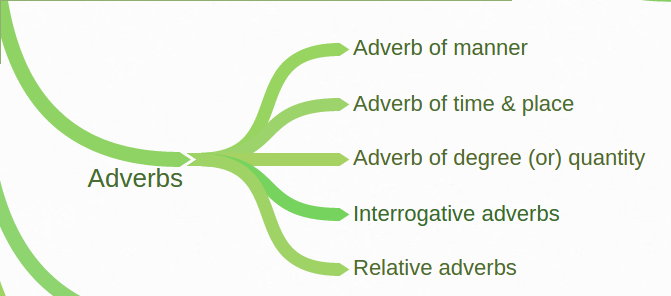 Adverb of manner
Adverb of time & place
Adverb of degree (or) quantity
Adverbs
Interrogative adverbs
Relative adverbs